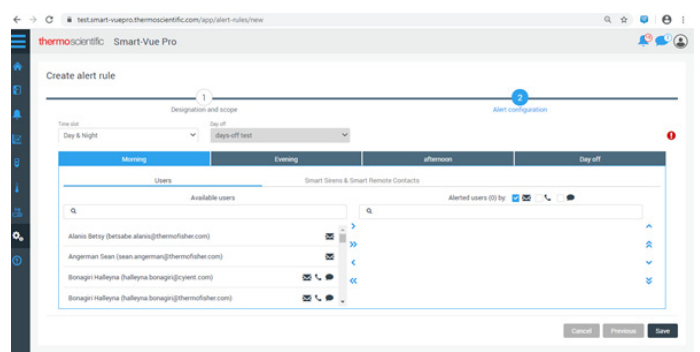 test.smart-vuepro.thermoscientific.com/app/alert-rules/new
thermoscientific Smart-Vue Pro
Create alert rule
1 2
Designation and scope Alert configuration
Time slot Day off
Day & Night days-off test
Morning Evening afternoon Day off
Users Smart Sirens & Smart Remote Contacts
Available users Alerted users (0) by:
Alanis Betsy (betsabe.alanis@thermofisher.com)
Angerman Sean (sean.angerman@thermofisher.com)
Bonagiri Halleyna (halleyna.bonagiri@cyient.com)
Bonagiri Halleyna (halleyna.bonagiri@thermofisher.com)
Cancel Previous Save